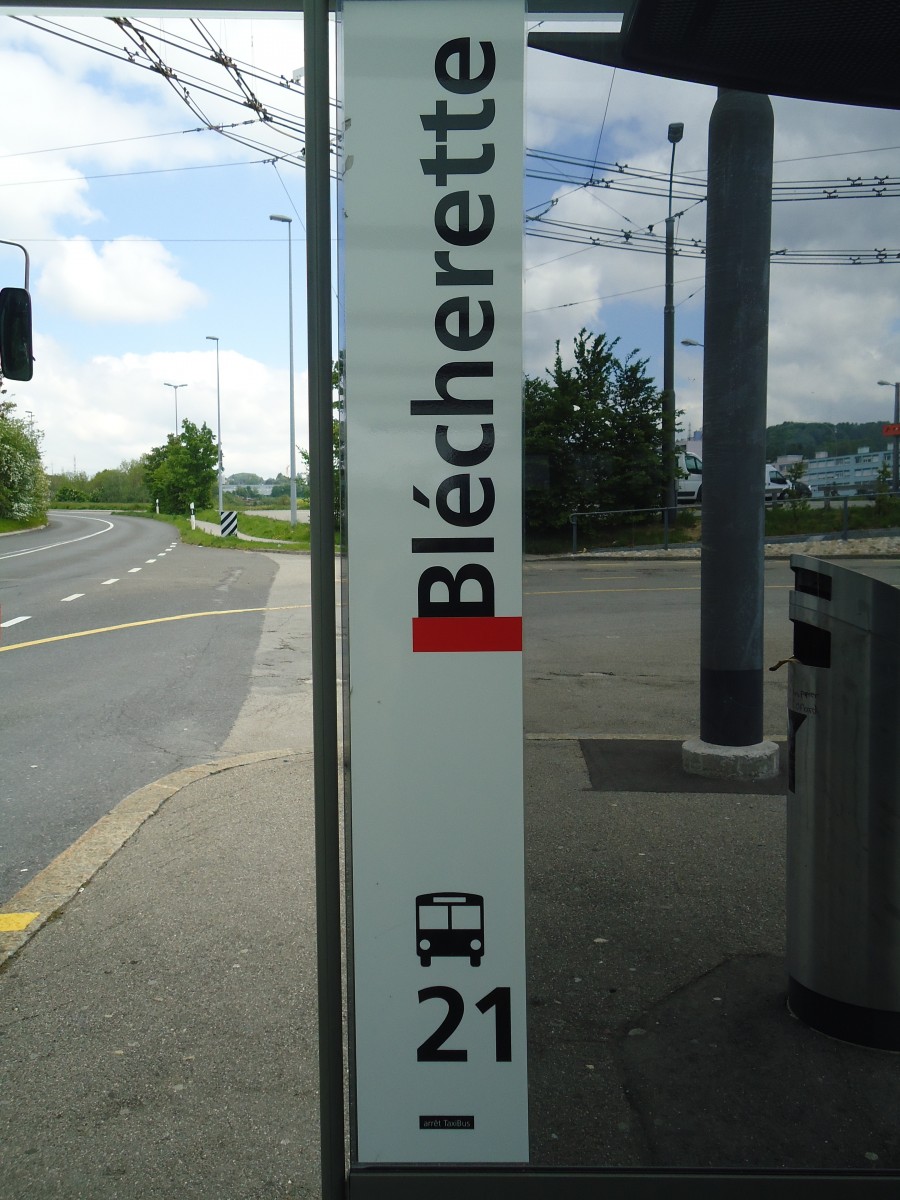 Blécherette
21
arrêt TaxiBus